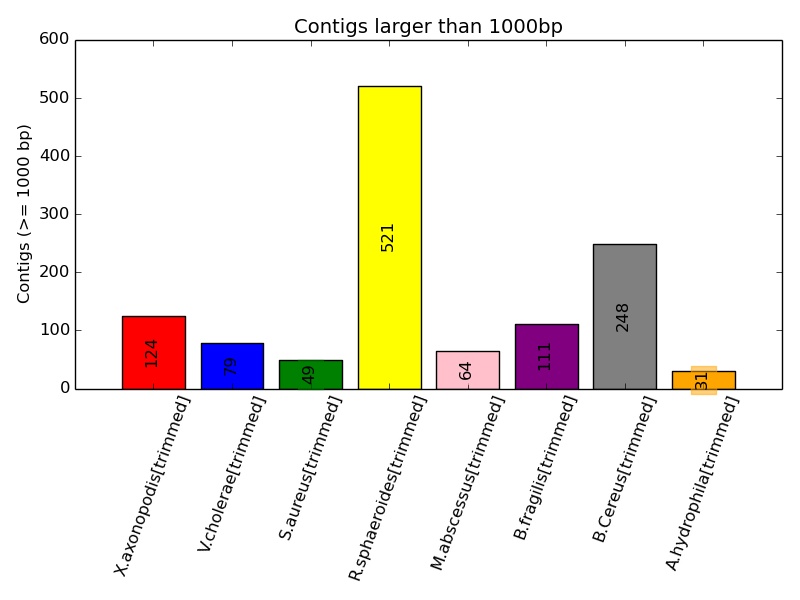 Contigs larger than 1000bp
Contigs (>= 1000 bp)
600
500
400
300
200
100
0
124
79
49
521
64
111
248
31
X.axonopodis[trimmed]
V.cholerae[trimmed]
S.aureus[trimmed]
R.sphaeroides[trimmed]
M.abscessus[trimmed]
B.fragilis[trimmed]
B.Cereus[trimmed]
A.hydrophila[trimmed]